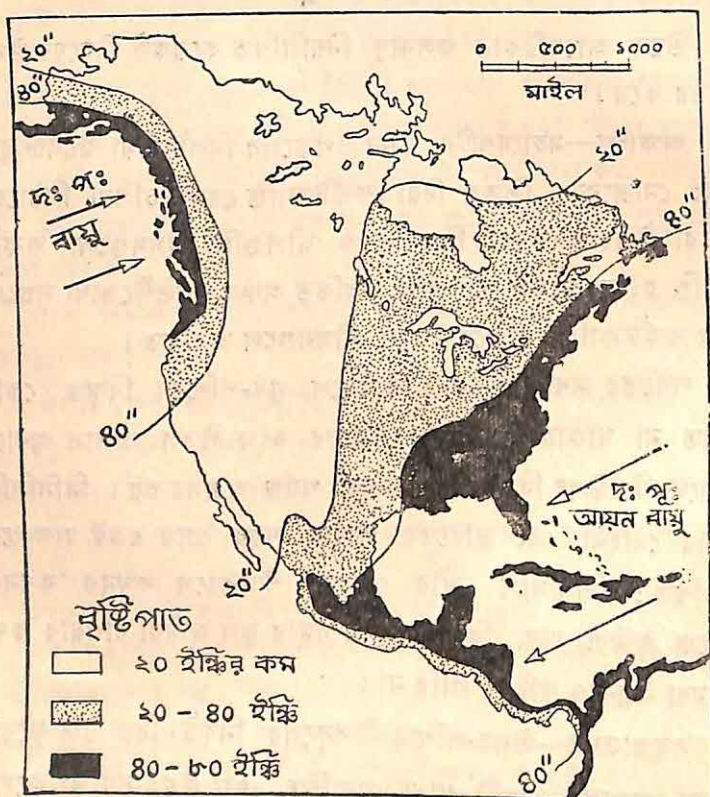 ২০"
৪০"
০ ৫০০ ১০০০
মাইল
২০"
৪০"
দঃ পঃ
বায়ু
৪০"
দঃ পূঃ
আয়ন বায়ু
২০"
বৃষ্টিপাত
২০ ইঞ্চির কম
২০ - ৪০ ইঞ্চি
৪০-৮০ ইঞ্চি
৪০"